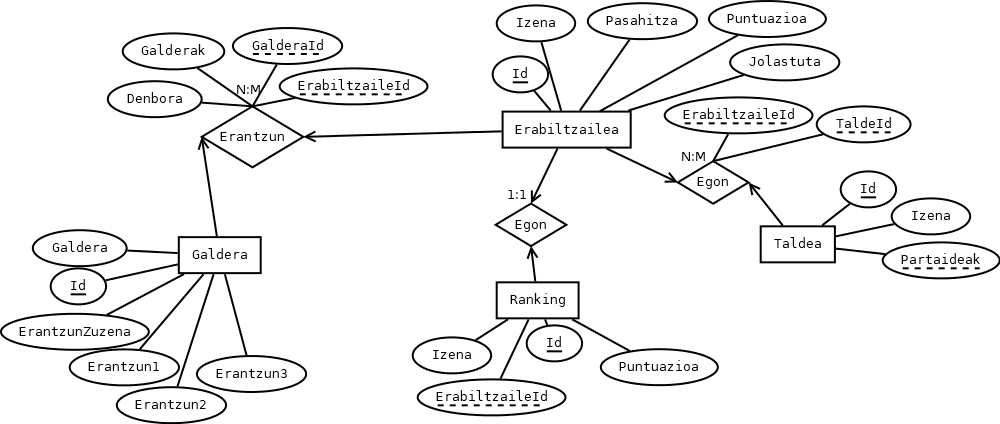 Izena
Pasahitza
Puntuazioa
Galderak
GalderaId
Id
Jolastuta
Denbora
N:M
ErabiltzaileId
ErabiltzaileId
TaldeId
Erantzun
Erabiltzailea
N:M
Egon
Id
1:1
Egon
Izena
Galdera
Galdera
Taldea
Partaideak
Id
Ranking
ErantzunZuzena
Izena
Id
Erantzun1
Erantzun3
Puntuazioa
Erantzun2
ErabiltzaileId